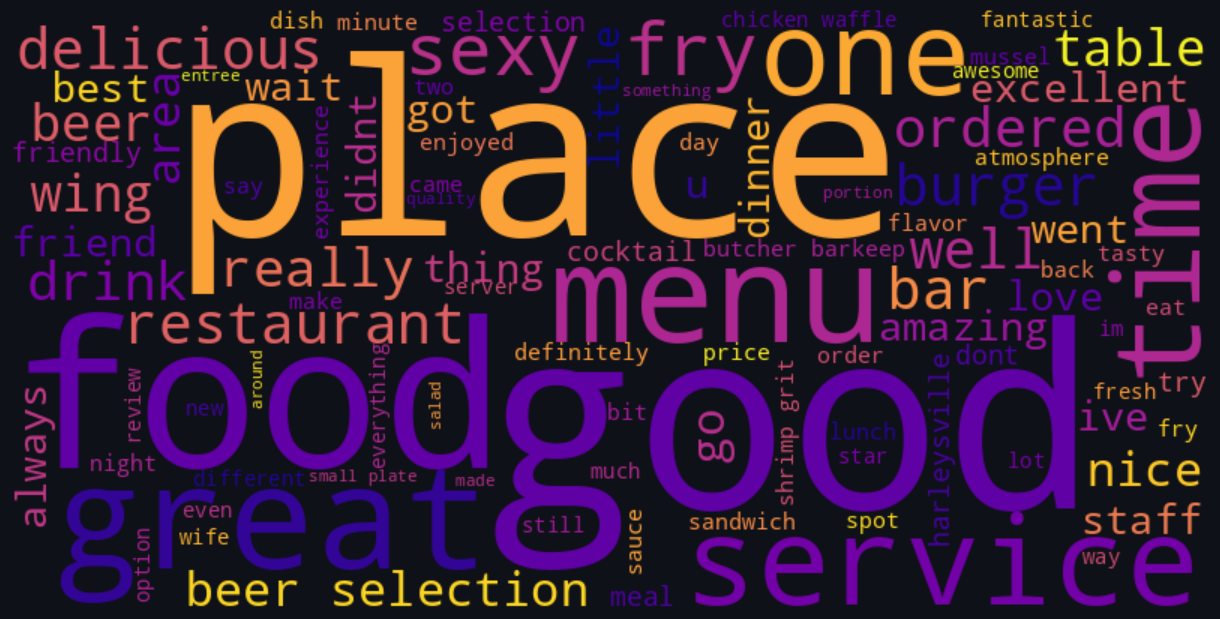 dish
minute
selection
chicken waffle
fantastic
delicious
sexy fry
one
mussel
table
entree
best
wait
two
little
something
awesome
excellent
area
place
got
beer
ordered
time
friendly
experience
didnt
enjoyed
day
dinner
atmosphere
say
came
quality
u
portion
burger
wing
flavor
went
friend
really
thing
cocktail
butcher barkeep
well
tasty
drink
server
menu
back
bar
love
make
eat
restaurant
amazing
im
food
good
definitely
price
order
dont
around
everything
shrimp grit
harleysville
try
fresh
always
review
new
salad
bit
go
lunch
ive
fry
star
night
lot
different
small plate
made
much
nice
great
even
still
sauce
sandwich
spot
staff
wife
option
service
way
beer selection
meal